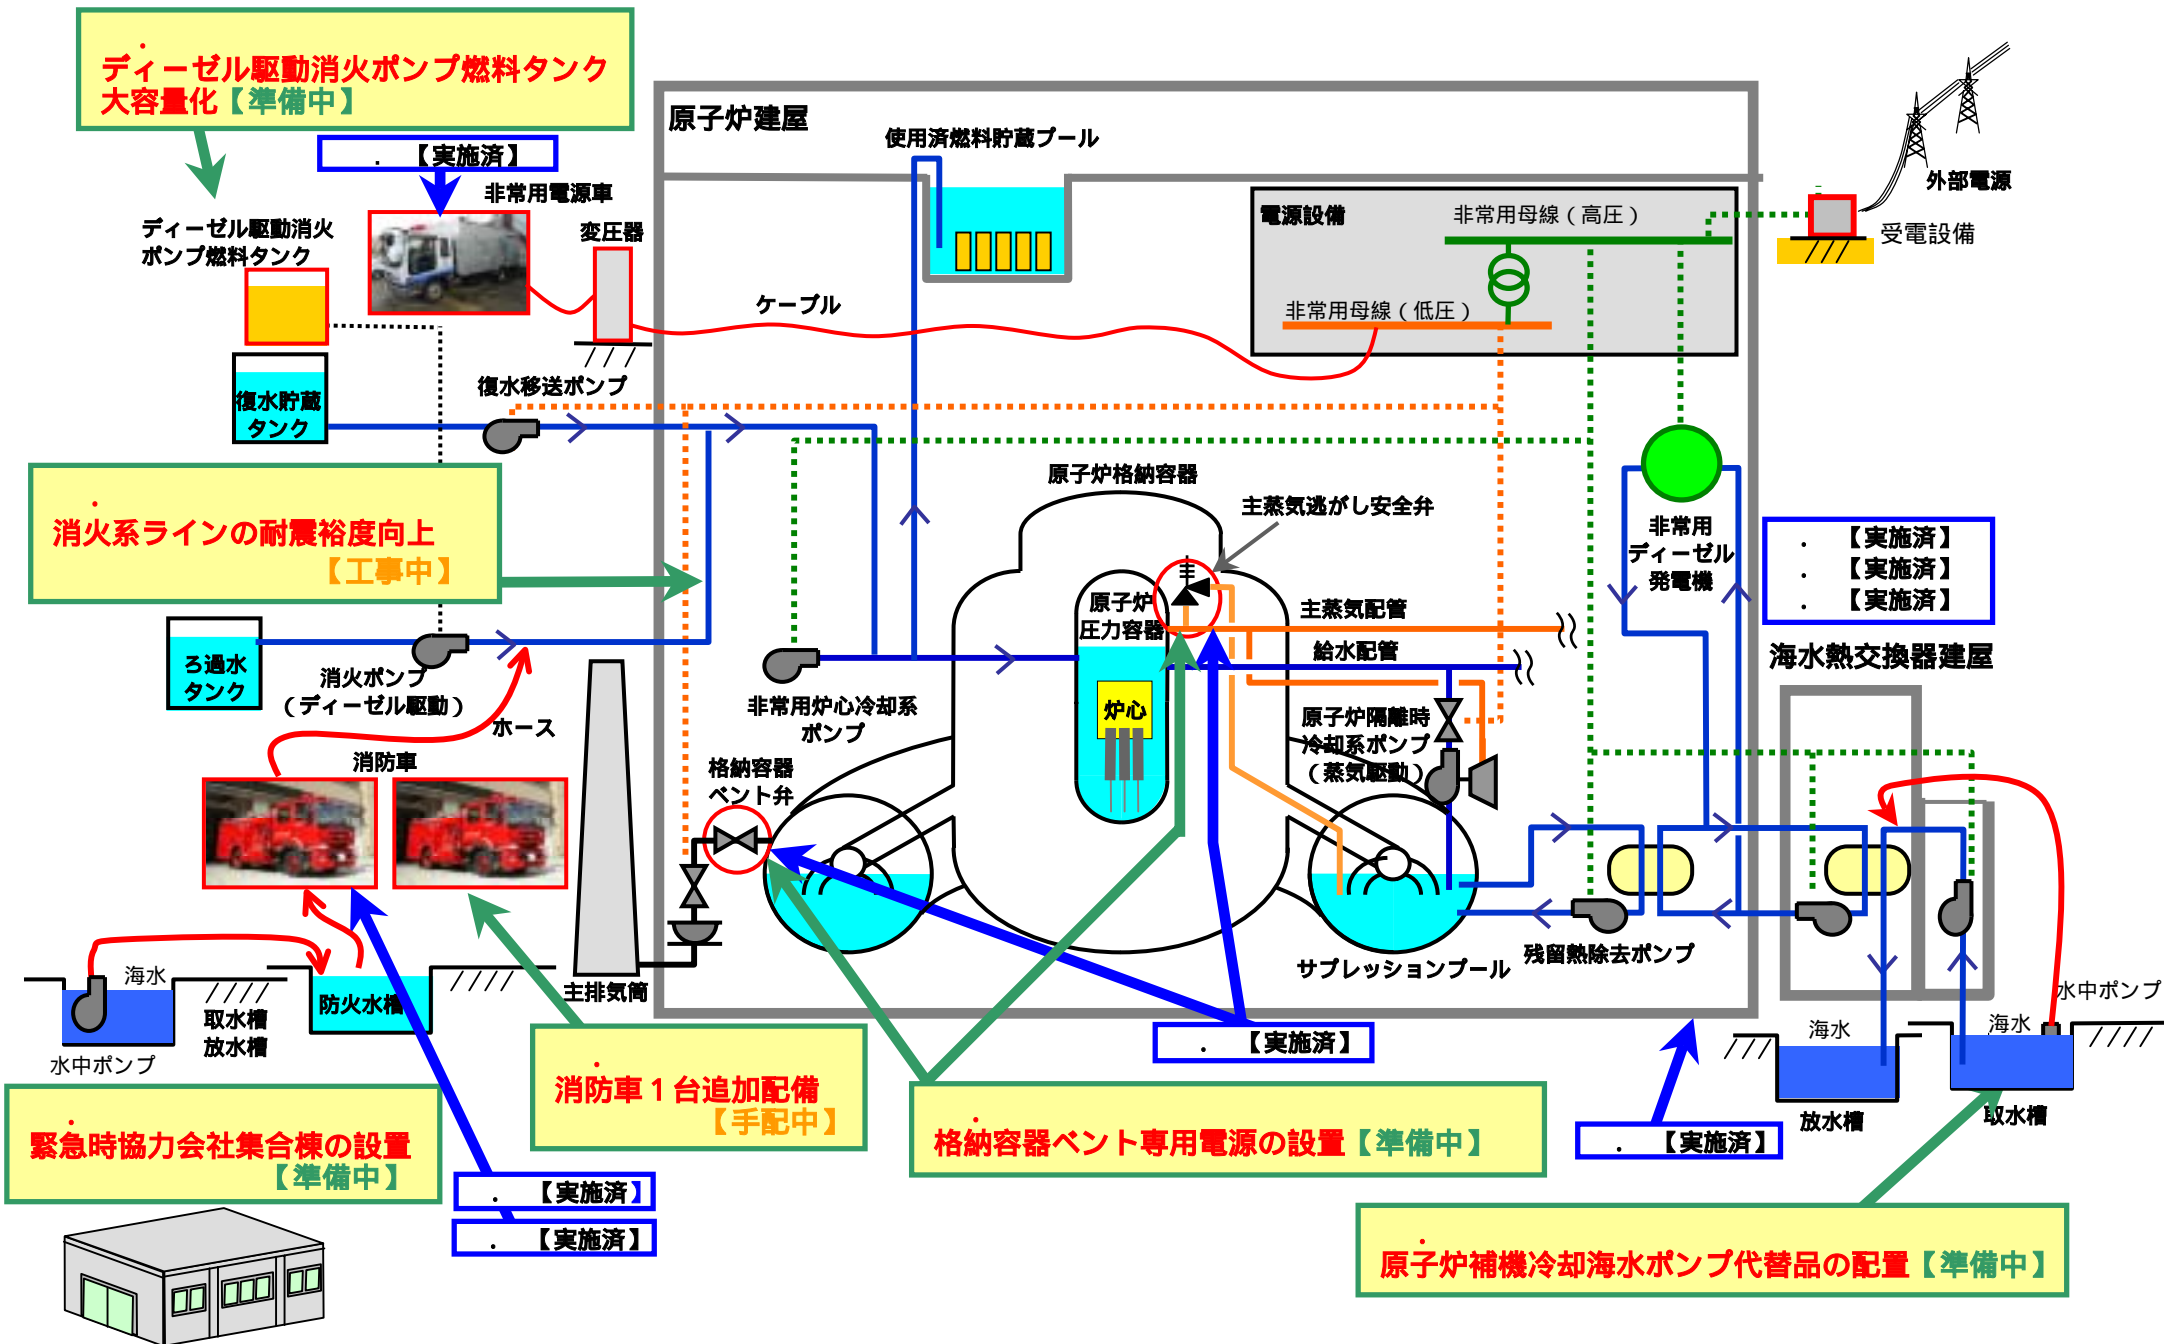 ディーゼル駆動消火ポンプ燃料タンク
大容量化【準備中】
. 【実施済】
非常用電源車
ディーゼル駆動消火
ポンプ燃料タンク
変圧器
原子炉建屋
使用済燃料貯蔵プール
電源設備
非常用母線（高圧）
非常用母線（低圧）
外部電源
受電設備
ケーブル
復水移送ポンプ
復水貯蔵
タンク
消火系ラインの耐震裕度向上
【工事中】
原子炉格納容器
主蒸気逃がし安全弁
非常用
ディーゼル
発電機
. 【実施済】
. 【実施済】
. 【実施済】
海水熱交換器建屋
原子炉
圧力容器
主蒸気配管
給水配管
ろ過水
タンク
消火ポンプ
（ディーゼル駆動）
ホース
非常用炉心冷却系
ポンプ
炉心
原子炉隔離時
冷却系ポンプ
（蒸気駆動）
消防車
格納容器
ベント弁
残留熱除去ポンプ
サプレッションプール
主排気筒
海水
水中ポンプ
取水槽
放水槽
防火水槽
. 【実施済】
海水
海水
水中ポンプ
放水槽
取水槽
消防車１台追加配備
【手配中】
格納容器ベント専用電源の設置【準備中】
. 【実施済】
緊急時協力会社集合棟の設置
【準備中】
. 【実施済】
. 【実施済】
原子炉補機冷却海水ポンプ代替品の配置【準備中】